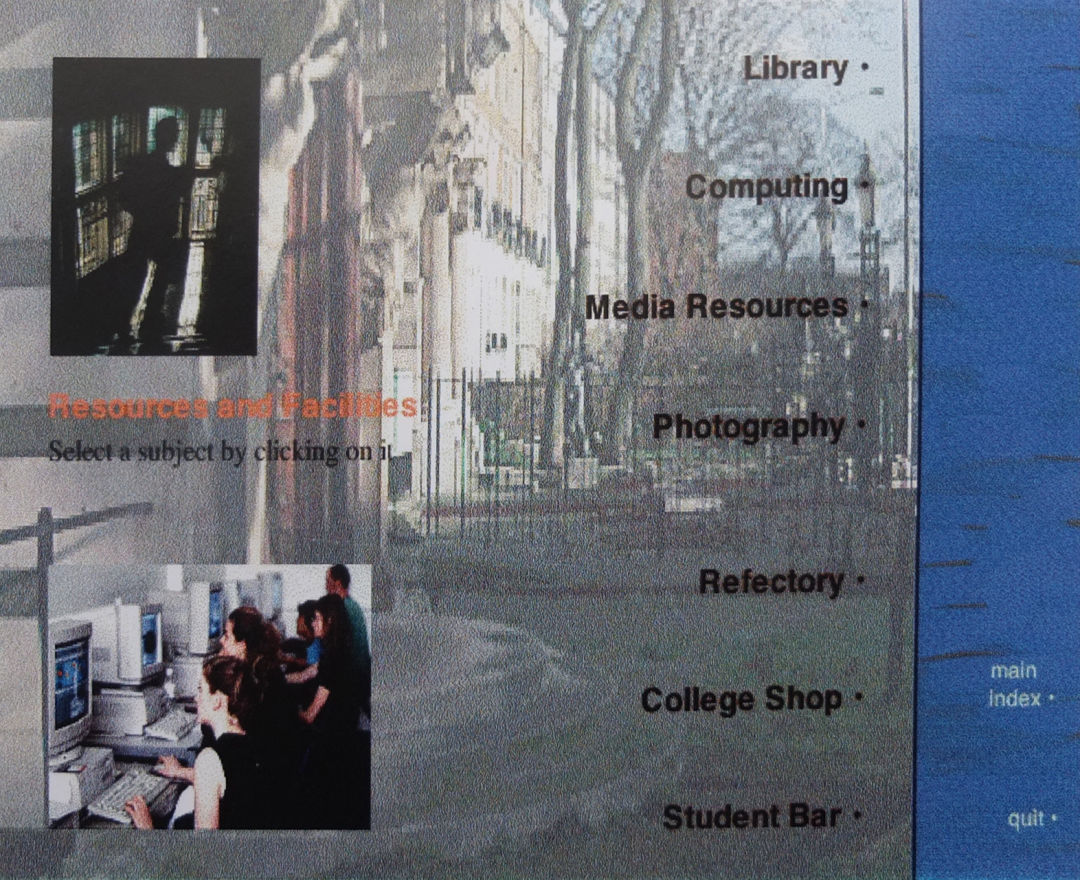 Library
Computing
Media Resources
Resources and Facilities
Select a subject by clicking on it
Photography
Refectory
College Shop
Student Bar
main
index
quit